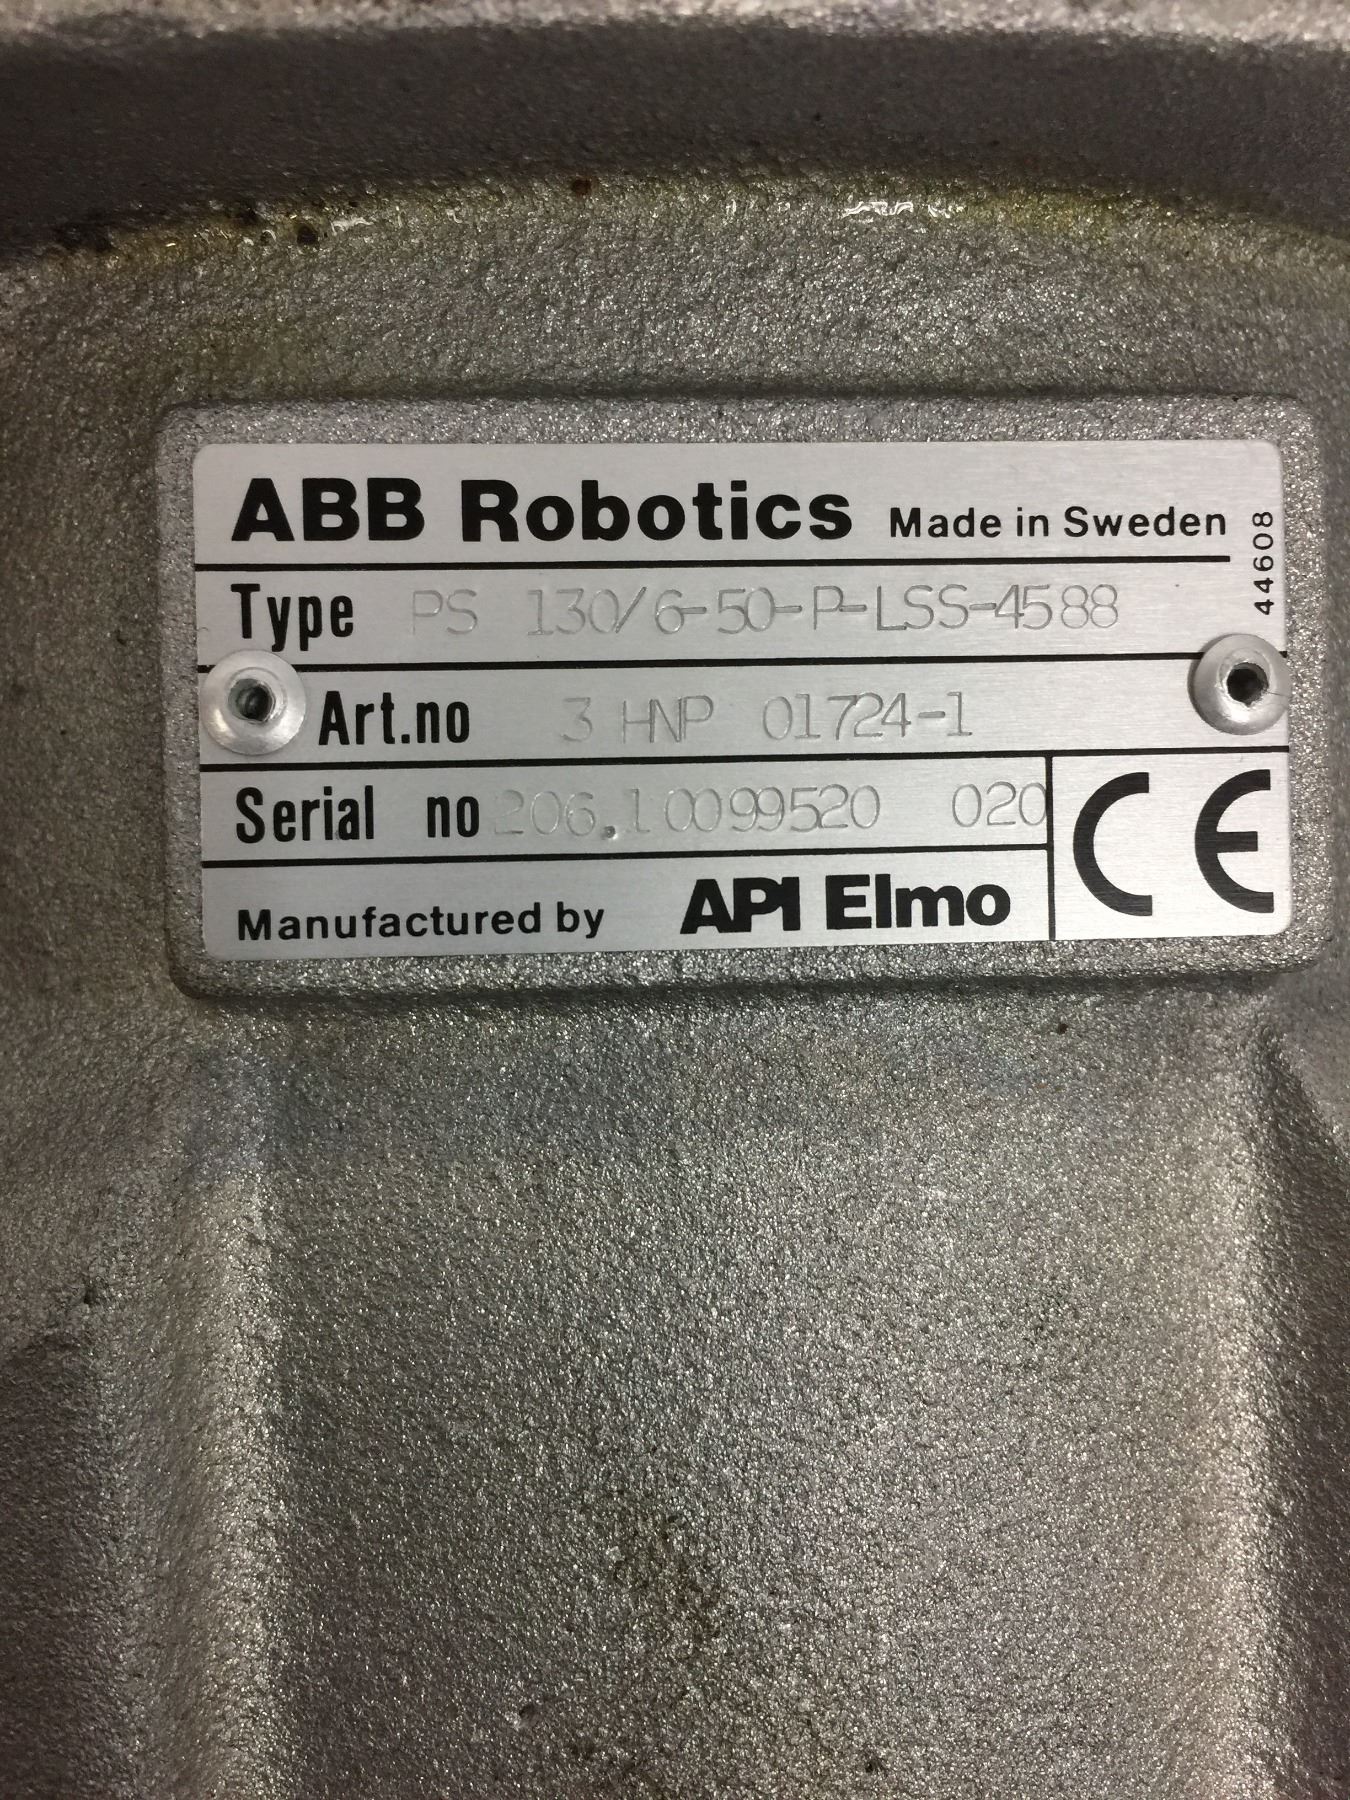 ABB Robotics Made in Sweden
44608
Type PS 130/6-50-P-LSS-4588
Art.no 3 HNP 01724-1
Serial no 206.10099520 020
CE
Manufactured by API Elmo